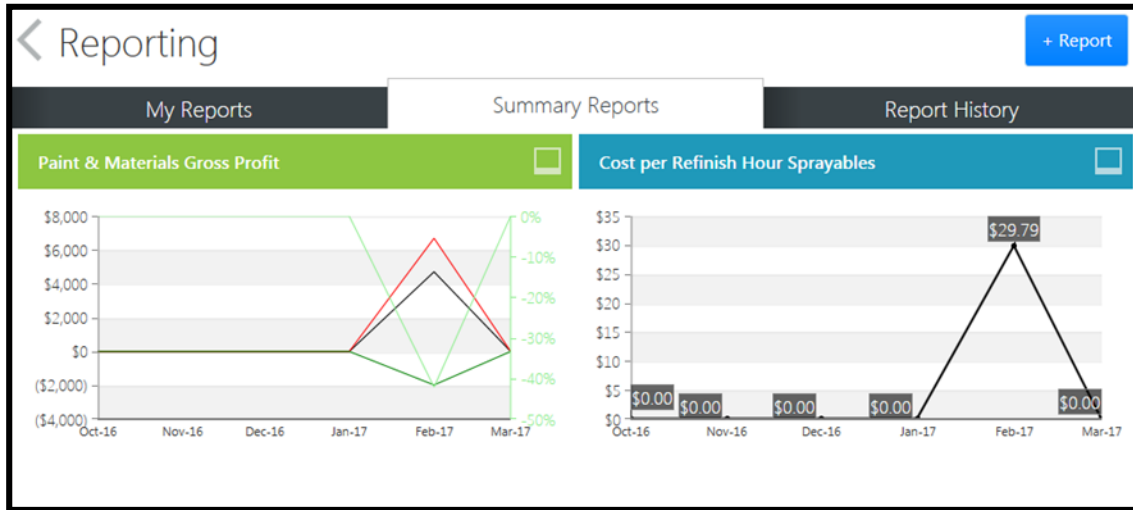 Reporting
+ Report
My Reports
Summary Reports
Report History
Paint & Materials Gross Profit
$8,000
$6,000
$4,000
$2,000
$0
($2,000)
($4,000)
0%
-10%
-20%
-30%
-40%
-50%
Oct-16 Nov-16 Dec-16 Jan-17 Feb-17 Mar-17
Cost per Refinish Hour Sprayables
$35
$30
$25
$20
$15
$10
$5
$0
$0.00 $0.00 $0.00 $0.00 $29.79 $0.00
Oct-16 Nov-16 Dec-16 Jan-17 Feb-17 Mar-17